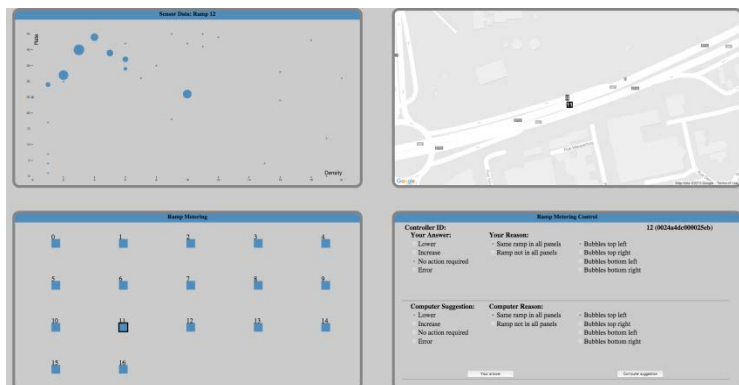 Sensor Data: Ramp 12
Rate
Density
11
Rue Mayencin
Google
Ramp Metering
0 1 2 3 4
5 6 7 8 9
10 11 12 13 14
15 16
Ramp Metering Control
Controller ID: 12 (0024a4dc000025eb)
Your Answer: Your Reason:
Lower Same ramp in all panels Bubbles top left
Increase Ramp not in all panels Bubbles top right
No action required Bubbles bottom left
Error Bubbles bottom right
Computer Suggestion: Computer Reason:
Lower Same ramp in all panels Bubbles top left
Increase Ramp not in all panels Bubbles top right
No action required Bubbles bottom left
Error Bubbles bottom right
Your answer Computer suggestion